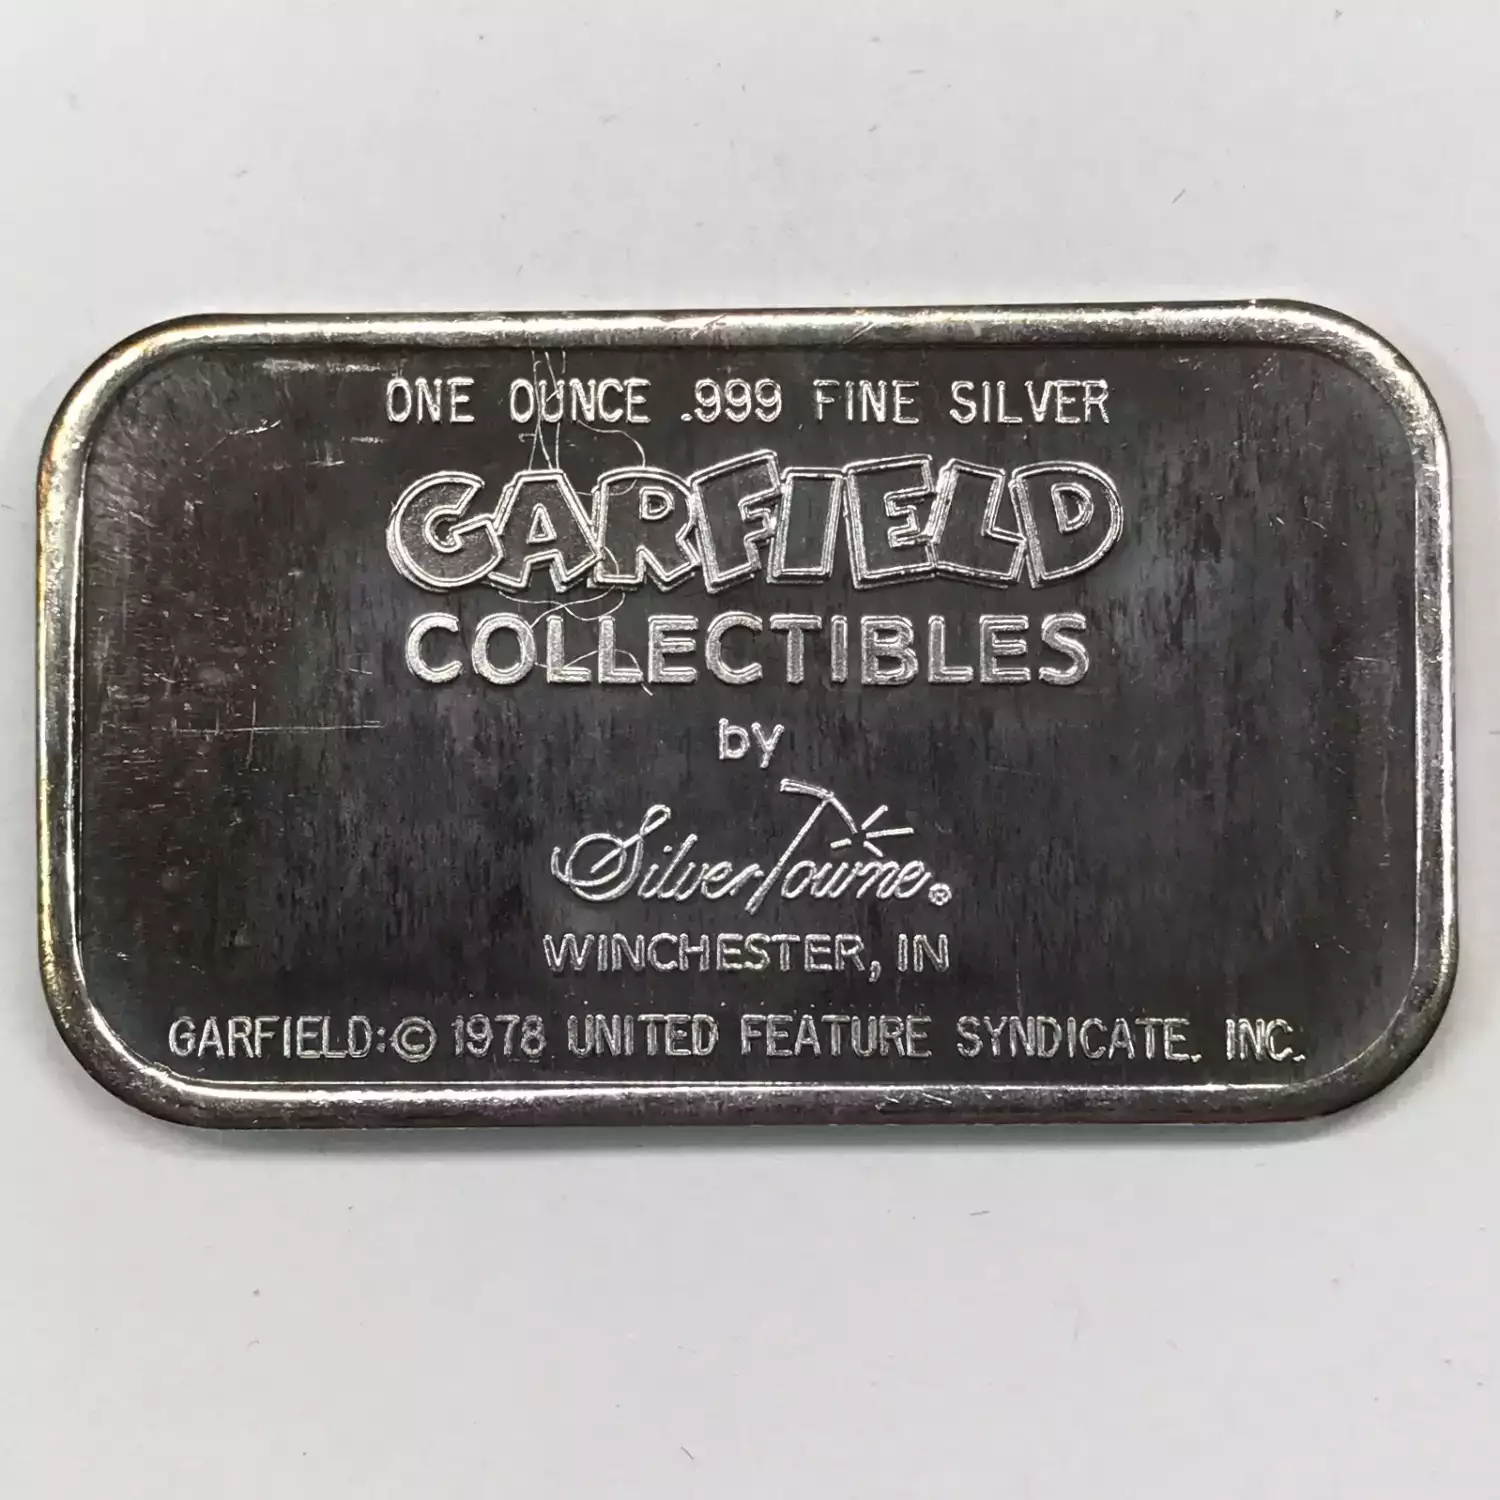 ONE OUNCE .999 FINE SILVER
GARFIELD
COLLECTIBLES
by
SilverTowne®
WINCHESTER, IN
GARFIELD:© 1978 UNITED FEATURE SYNDICATE, INC.